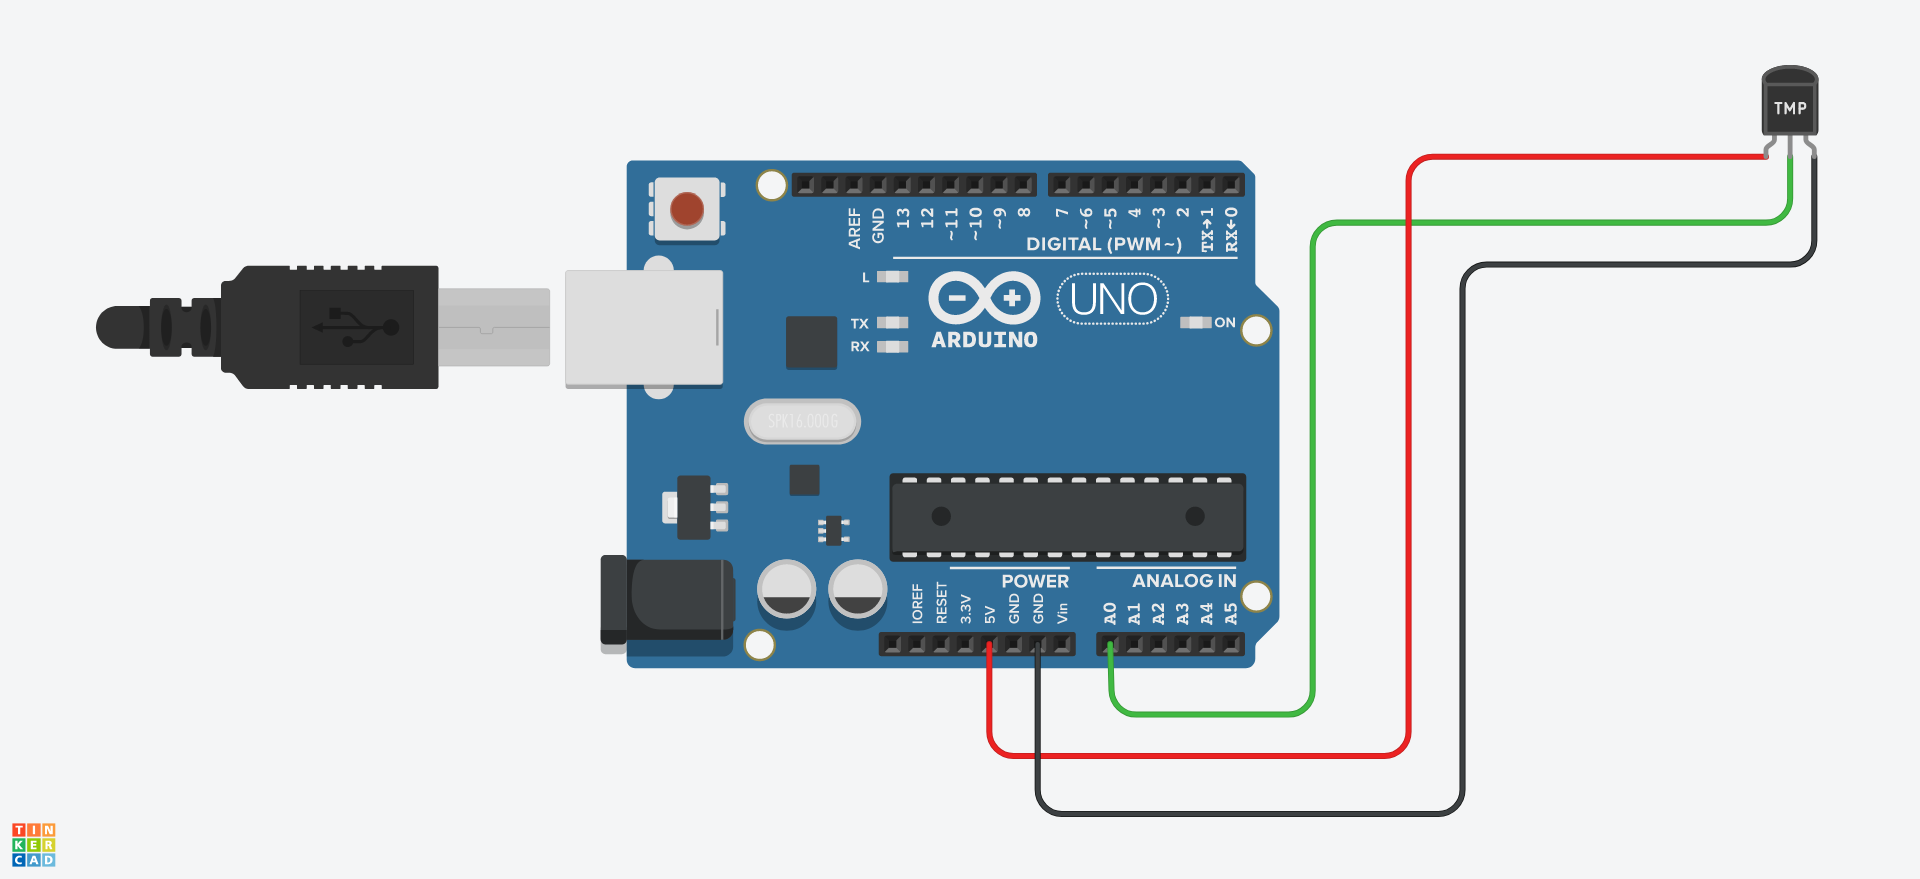 TMP
AREF
GND
13
12
~11
~10
~9
8
7
~6
~5
4
~3
2
TX→1
RX←0
DIGITAL (PWM~)
L
TX
RX
ARDUINO
UNO
ON
SPK16.000G
POWER
ANALOG IN
IOREF
RESET
3.3V
5V
GND
GND
Vin
A0
A1
A2
A3
A4
A5
TIN
KER
CAD